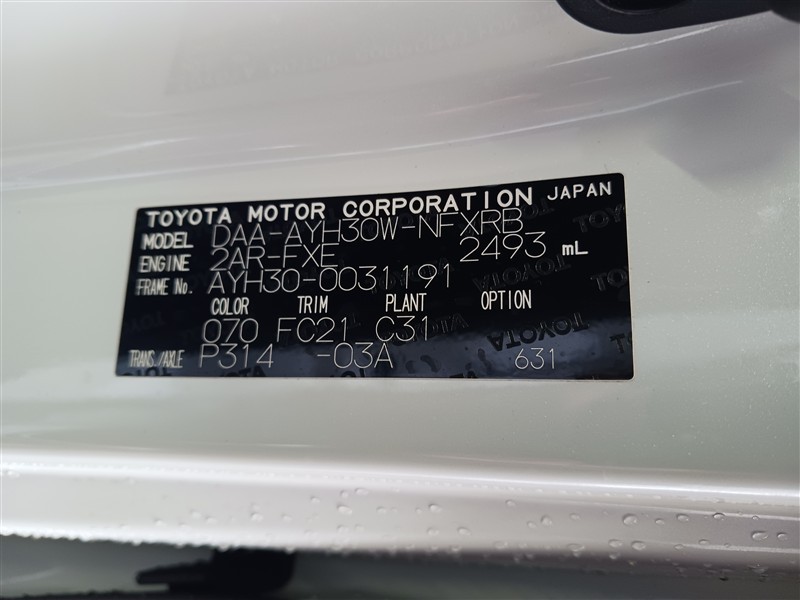 TOYOTA MOTOR CORPORATION JAPAN
MODEL DAA-AYH30W-NFXRB
ENGINE 2AR-FXE 2493 mL
FRAME No. AYH30-0031191
COLOR TRIM PLANT OPTION
070 FC21 C31
TRANS./AXLE P314 -03A 631